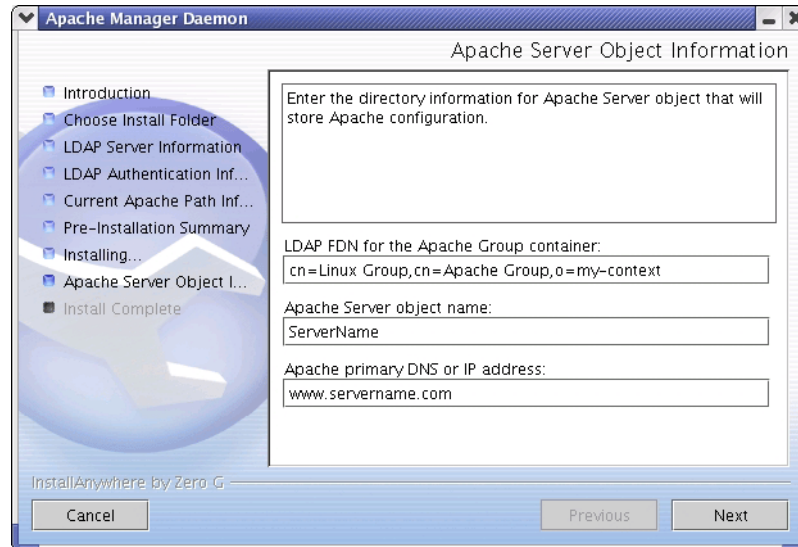 Apache Manager Daemon
Apache Server Object Information
Introduction
Choose Install Folder
LDAP Server Information
LDAP Authentication Inf...
Current Apache Path Inf...
Pre-Installation Summary
Installing...
Apache Server Object I...
Install Complete
Enter the directory information for Apache Server object that will
store Apache configuration.
LDAP FDN for the Apache Group container:
cn=Linux Group,cn=Apache Group,o=my-context
Apache Server object name:
ServerName
Apache primary DNS or IP address:
www.servername.com
InstallAnywhere by Zero G
Cancel
Previous
Next